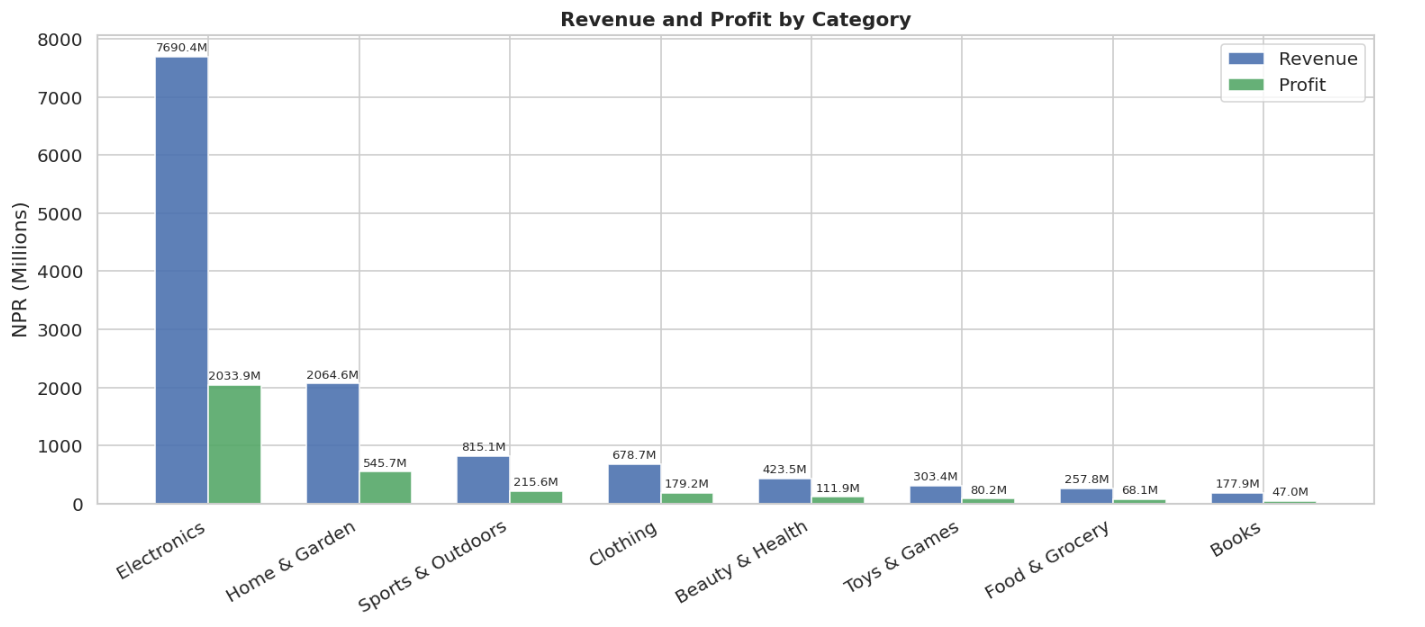 Revenue and Profit by Category
Revenue
Profit
NPR (Millions)
8000
7000
6000
5000
4000
3000
2000
1000
0
7690.4M
2033.9M
2064.6M
545.7M
815.1M
215.6M
678.7M
179.2M
423.5M
111.9M
303.4M
80.2M
257.8M
68.1M
177.9M
47.0M
Electronics
Home & Garden
Sports & Outdoors
Clothing
Beauty & Health
Toys & Games
Food & Grocery
Books